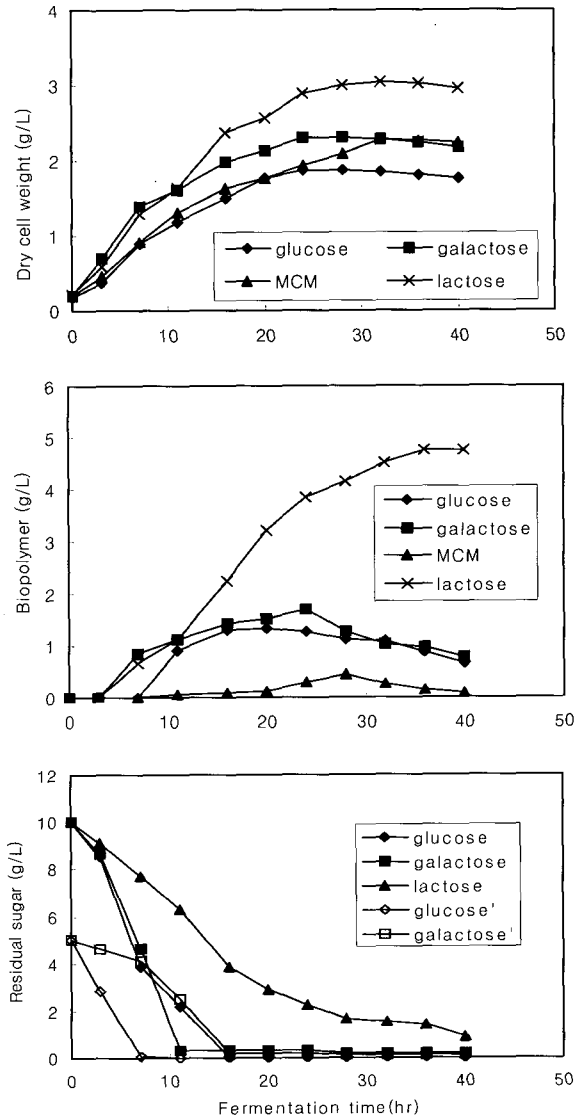 4
3
2
1
0
Dry cell weight (g/L)
glucose galactose
MCM lactose
0 10 20 30 40 50
6
5
4
3
2
1
0
Biopolymer (g/L)
glucose
galactose
MCM
lactose
0 10 20 30 40 50
12
10
8
6
4
2
0
Residual sugar (g/L)
glucose
galactose
lactose
glucose'
galactose'
0 10 20 30 40 50
Fermentation time(hr)